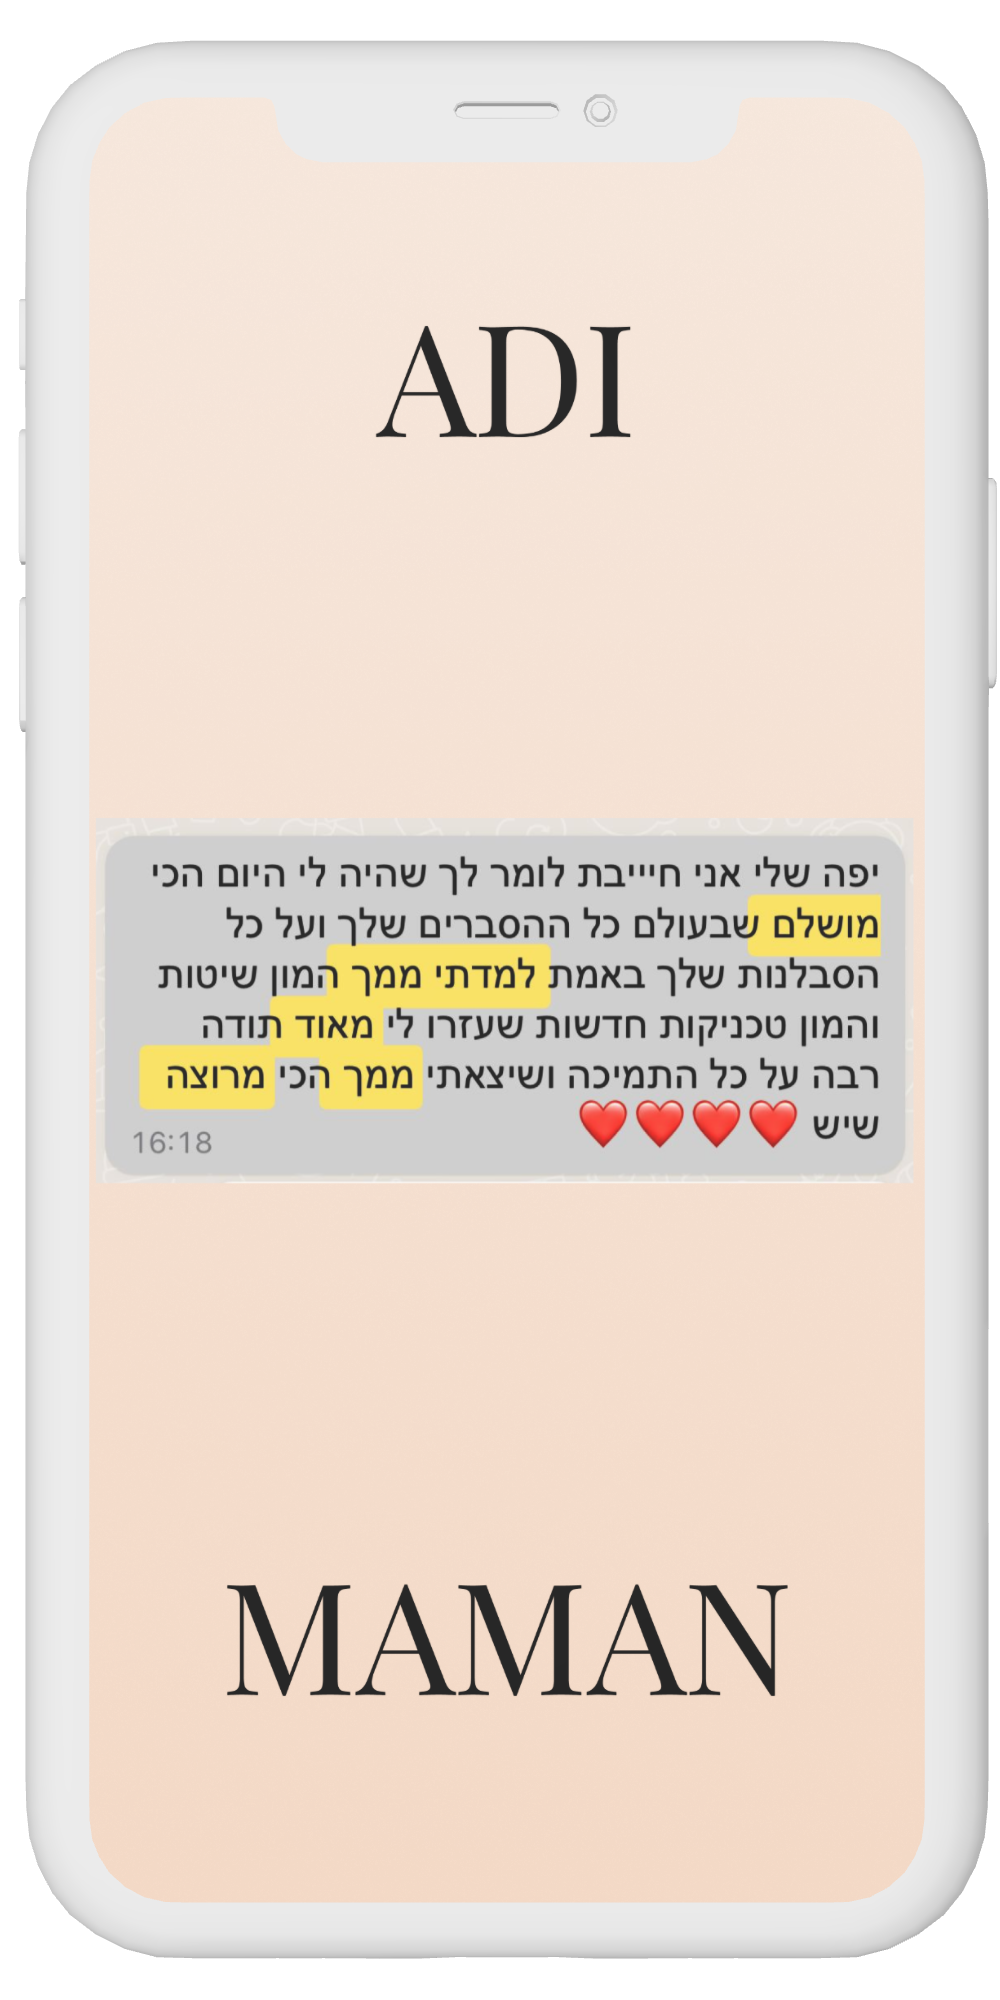 ADI
יפה שלי אני חיייבת לומר לך שהיה לי היום הכי
מושלם שבעולם כל ההסברים שלך ועל כל
הסבלנות שלך באמת למדתי ממך המון שיטות
והמון טכניקות חדשות שעזרו לי מאוד תודה
רבה על כל התמיכה ושיצאתי ממך הכי מרוצה
שיש ❤️❤️❤️❤️
16:18
MAMAN